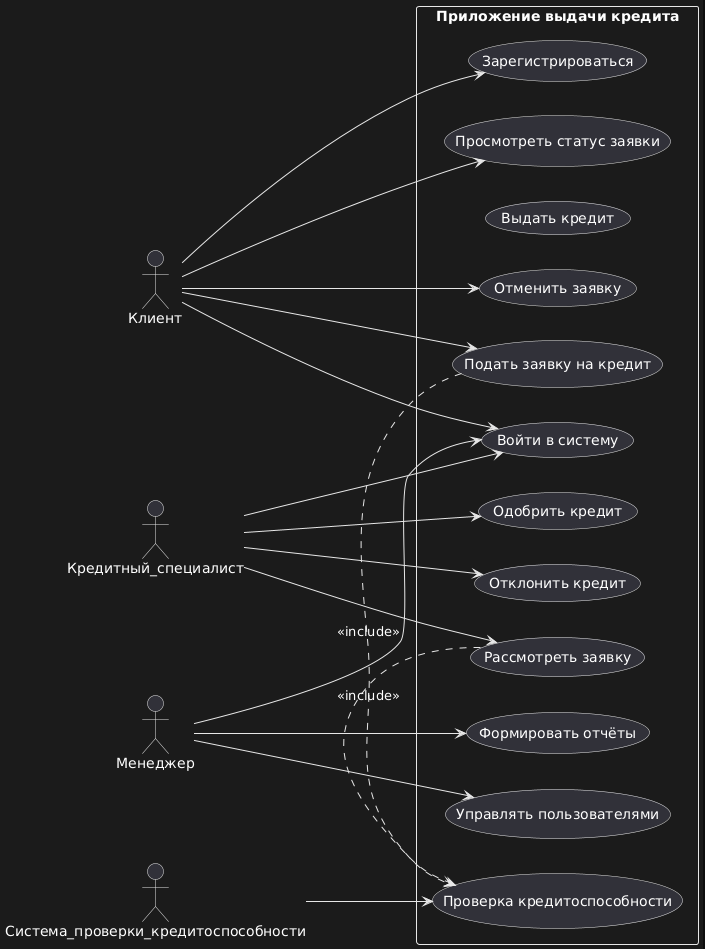 Приложение выдачи кредита
Зарегистрироваться
Просмотреть статус заявки
Выдать кредит
Отменить заявку
Клиент
Подать заявку на кредит
Войти в систему
Одобрить кредит
Кредитный_специалист
Отклонить кредит
«include»
Рассмотреть заявку
«include»
Формировать отчёты
Менеджер
Управлять пользователями
Проверка кредитоспособности
Система_проверки_кредитоспособности